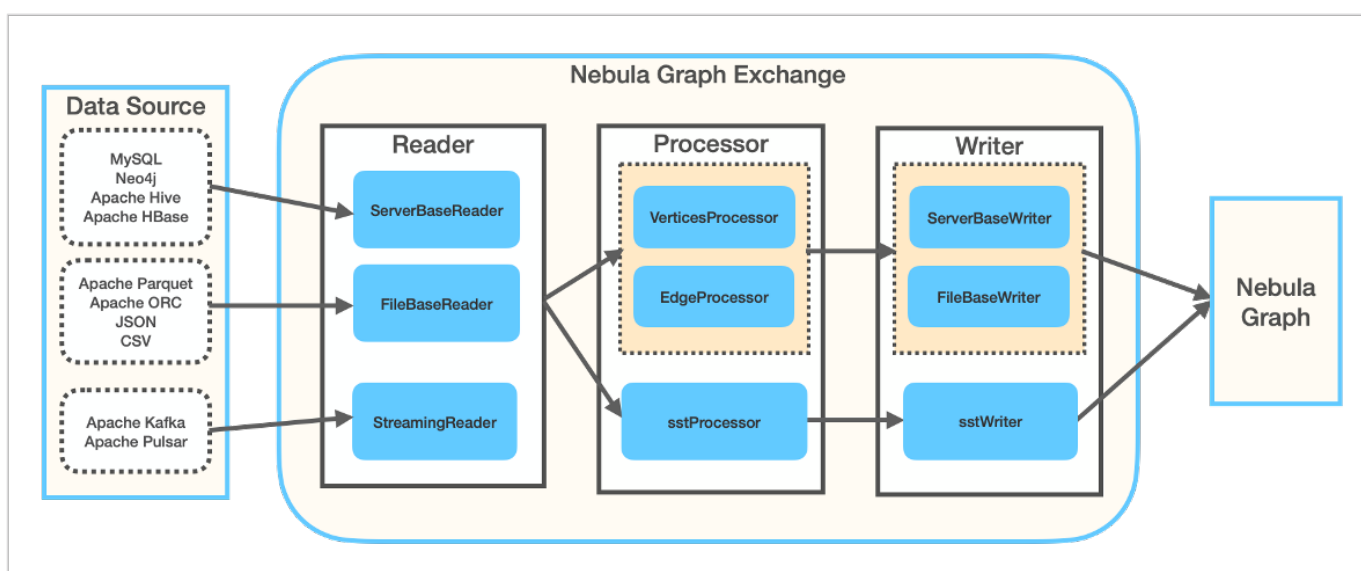 Nebula Graph Exchange
Data Source
MySQL
Neo4j
Apache Hive
Apache HBase
Apache Parquet
Apache ORC
JSON
CSV
Apache Kafka
Apache Pulsar
Reader
ServerBaseReader
FileBaseReader
StreamingReader
Processor
VerticesProcessor
EdgeProcessor
sstProcessor
Writer
ServerBaseWriter
FileBaseWriter
sstWriter
Nebula
Graph